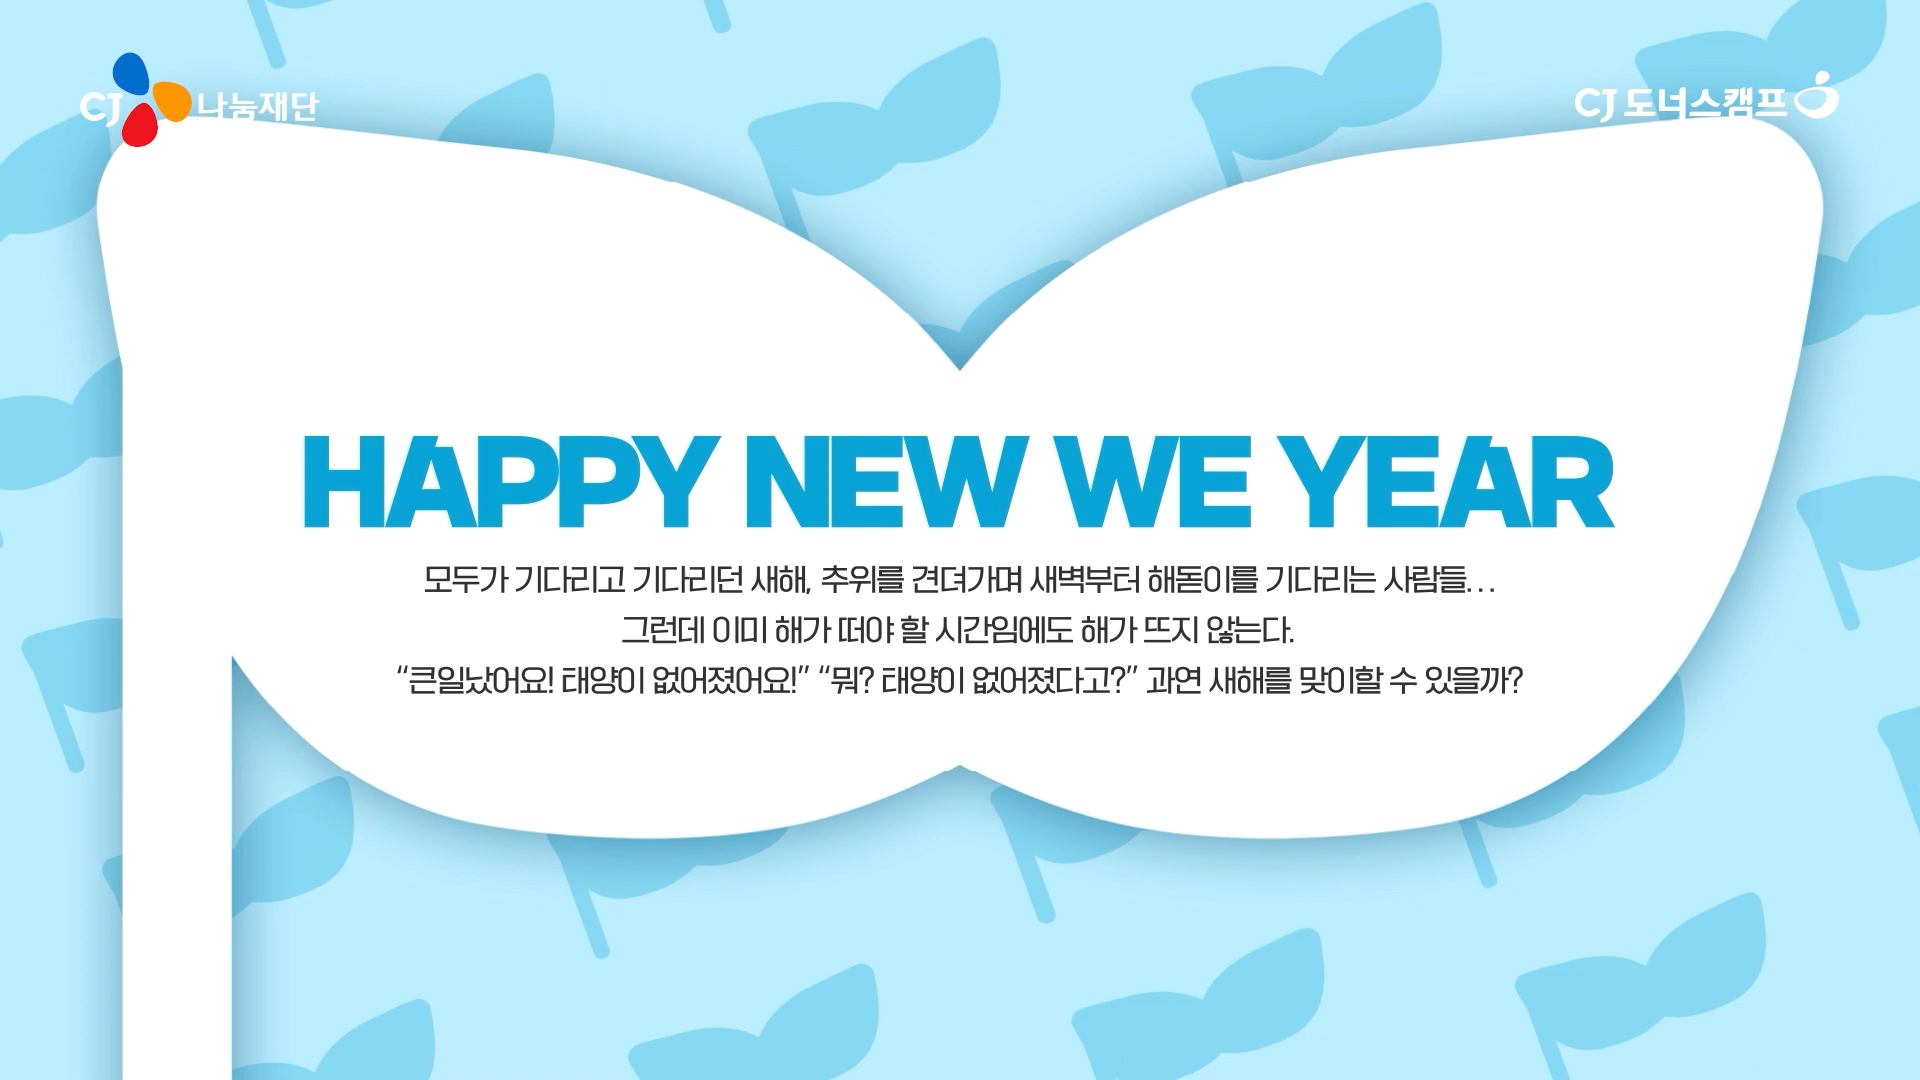 CJ 나눔재단
CJ 도너스캠프
HAPPY NEW WE YEAR
모두가 기다리고 기다리던 새해, 추위를 견뎌가며 새벽부터 해돋이를 기다리는 사람들…
그런데 이미 해가 떠야 할 시간임에도 해가 뜨지 않는다.
“큰일났어요! 태양이 없어졌어요!” “뭐? 태양이 없어졌다고?” 과연 새해를 맞이할 수 있을까?